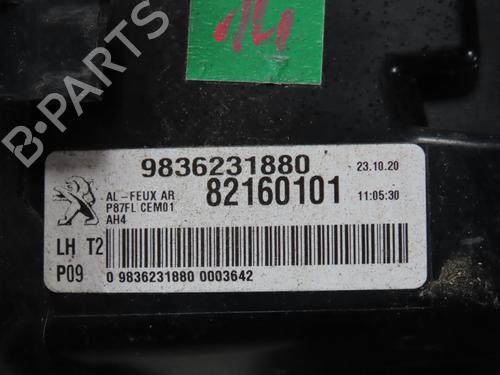 9836231880 23.10.20
AL-FEUX AR 82160101 11:05:30
P87FL CEM01
AH4
LH T2
P09 0 9836231880 0003642